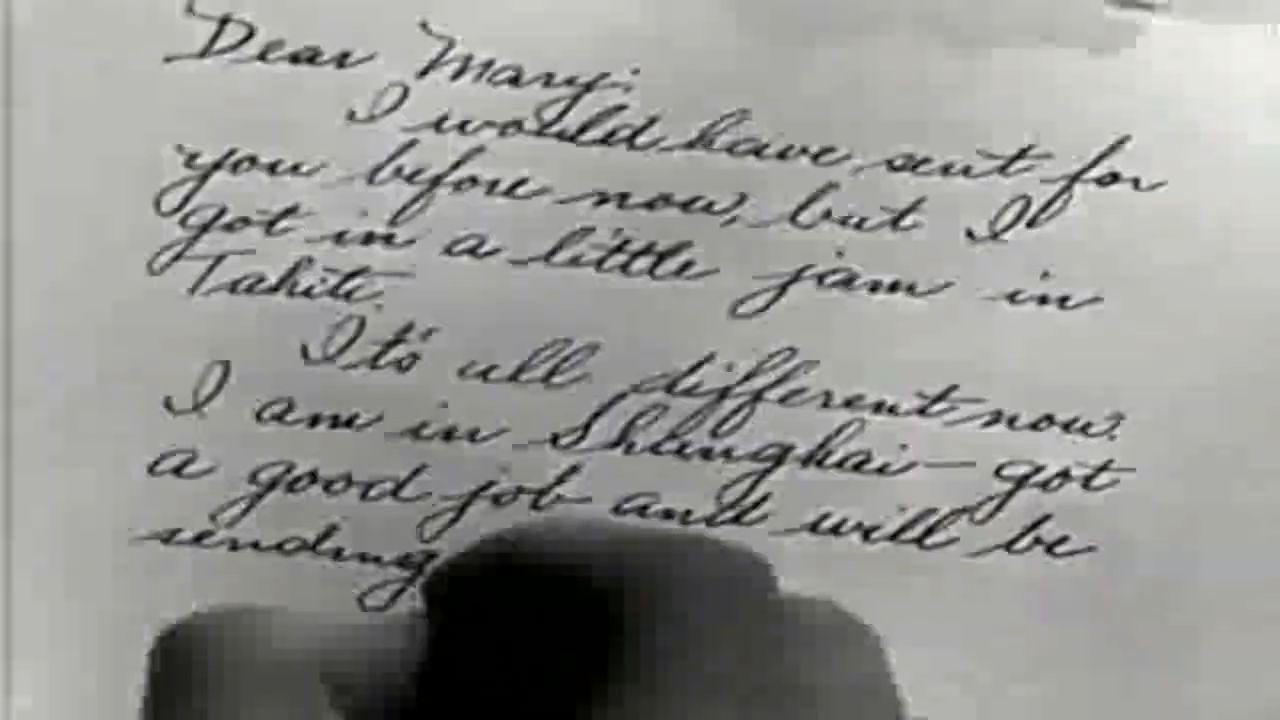 Dear Mary:
I would have sent for
you before now, but I
got in a little jam in
Tahiti.
It's all different now.
I am in Shanghai — got
a good job and will be
sending